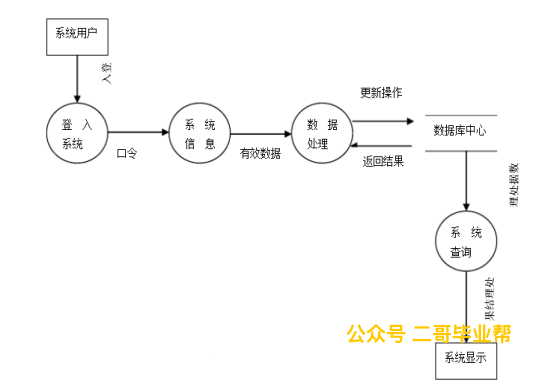 系统用户
入登
登 入
系统
口令
系 统
信 息
有效数据
数 据
处理
更新操作
返回结果
数据库中心
理处据数
系 统
查询
果结理处
公众号 二哥毕业帮
系统显示